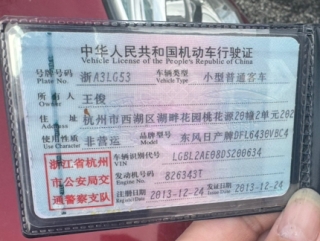 中华人民共和国机动车行驶证
Vehicle License of the People's Republic of China
号牌号码 浙A3LG53 车辆类型 小型普通客车
Plate No. Vehicle Type
所有人 王俊
Owner
住址 杭州市西湖区湖畔花园桃花源20幢2单元202
Address
使用性质 非营运 品牌型号 东风日产牌DFL6430VBC4
Use Character Model
浙江省杭州 车辆识别代号 LGBL2AE08DS200634
VIN
市公安局交 发动机号码 826343T
Engine No.
警察支队 注册日期 2013-12-24 发证日期 2013-12-24
Register Date Issue Date